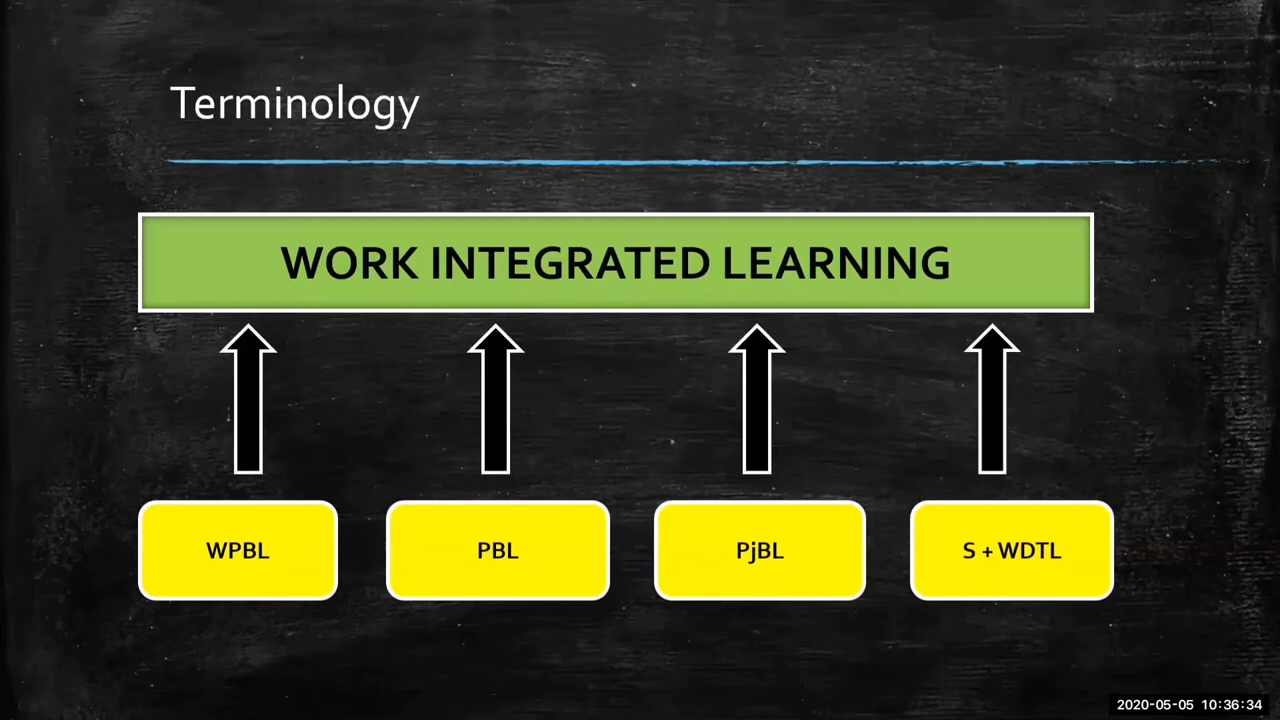 Terminology
WORK INTEGRATED LEARNING
WPBL
PBL
PjBL
S + WDTL
2020-05-05 10:36:34